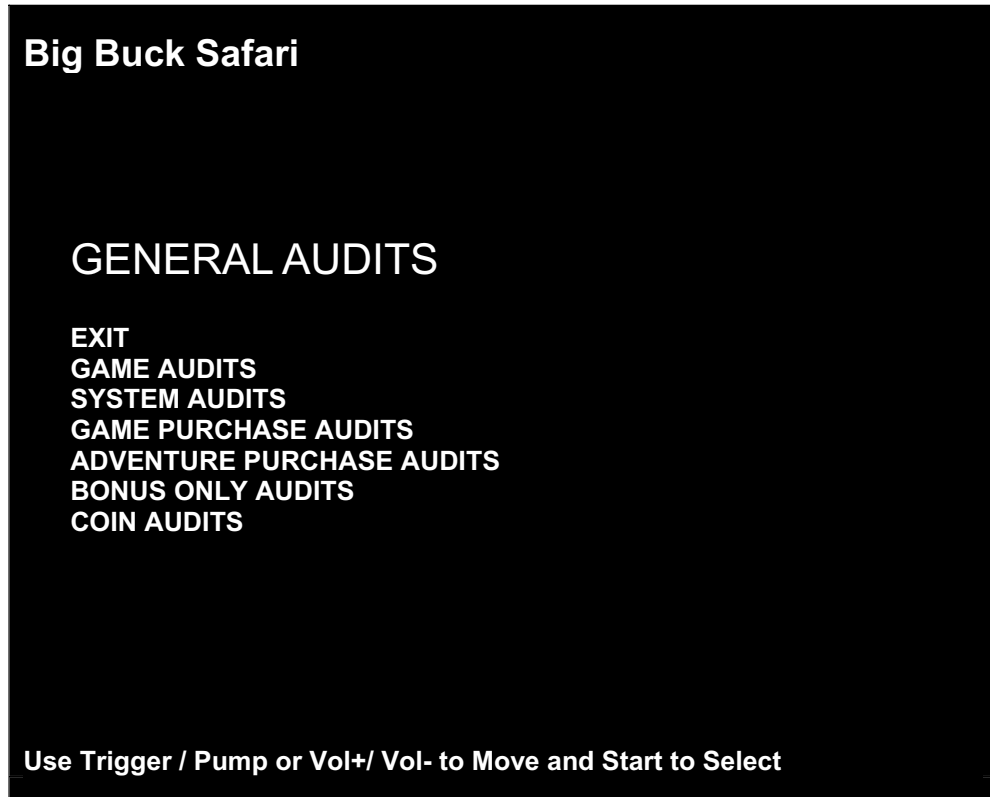 Big Buck Safari
GENERAL AUDITS
EXIT
GAME AUDITS
SYSTEM AUDITS
GAME PURCHASE AUDITS
ADVENTURE PURCHASE AUDITS
BONUS ONLY AUDITS
COIN AUDITS
Use Trigger / Pump or Vol+/ Vol- to Move and Start to Select